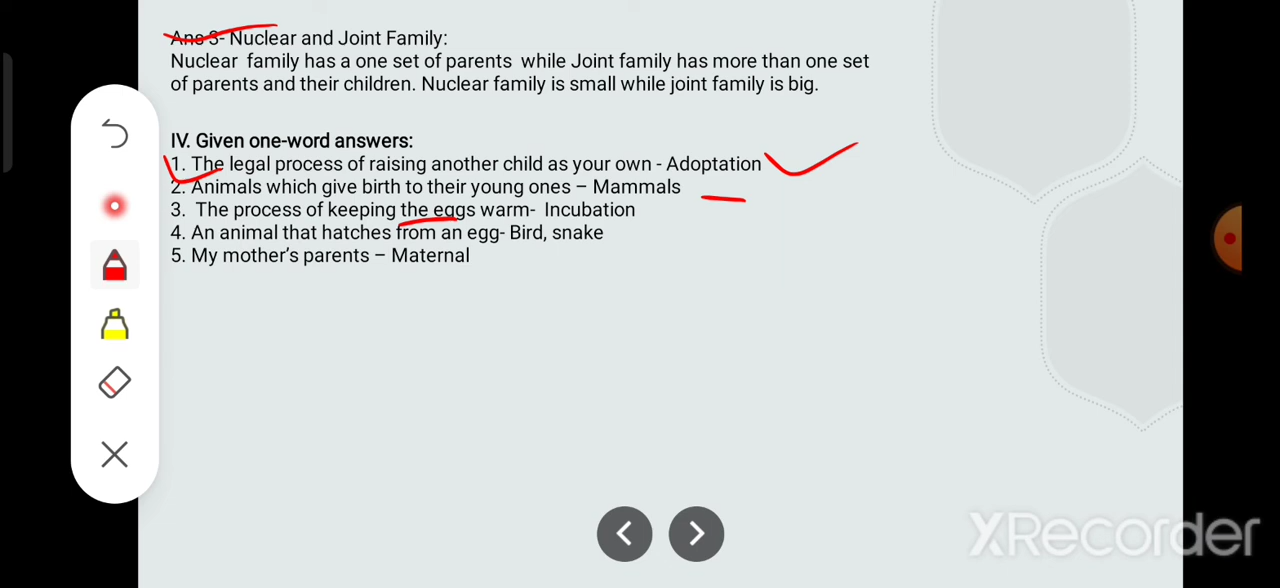 Ans 3- Nuclear and Joint Family:
Nuclear family has a one set of parents while Joint family has more than one set
of parents and their children. Nuclear family is small while joint family is big.
IV. Given one-word answers:
1. The legal process of raising another child as your own - Adoptation
2. Animals which give birth to their young ones – Mammals
3. The process of keeping the eggs warm- Incubation
4. An animal that hatches from an egg- Bird, snake
5. My mother's parents – Maternal
XRecorder